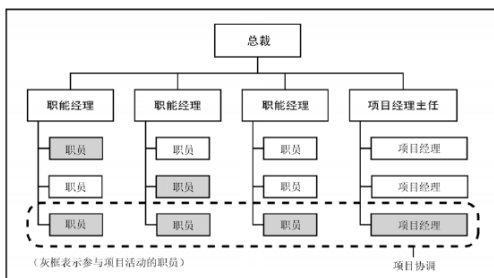 总裁
职能经理 职能经理 职能经理 项目经理主任
职员 职员 职员 项目经理
职员 职员 职员 项目经理
职员 职员 职员 项目经理
(灰框表示参与项目活动的职员)
项目协调